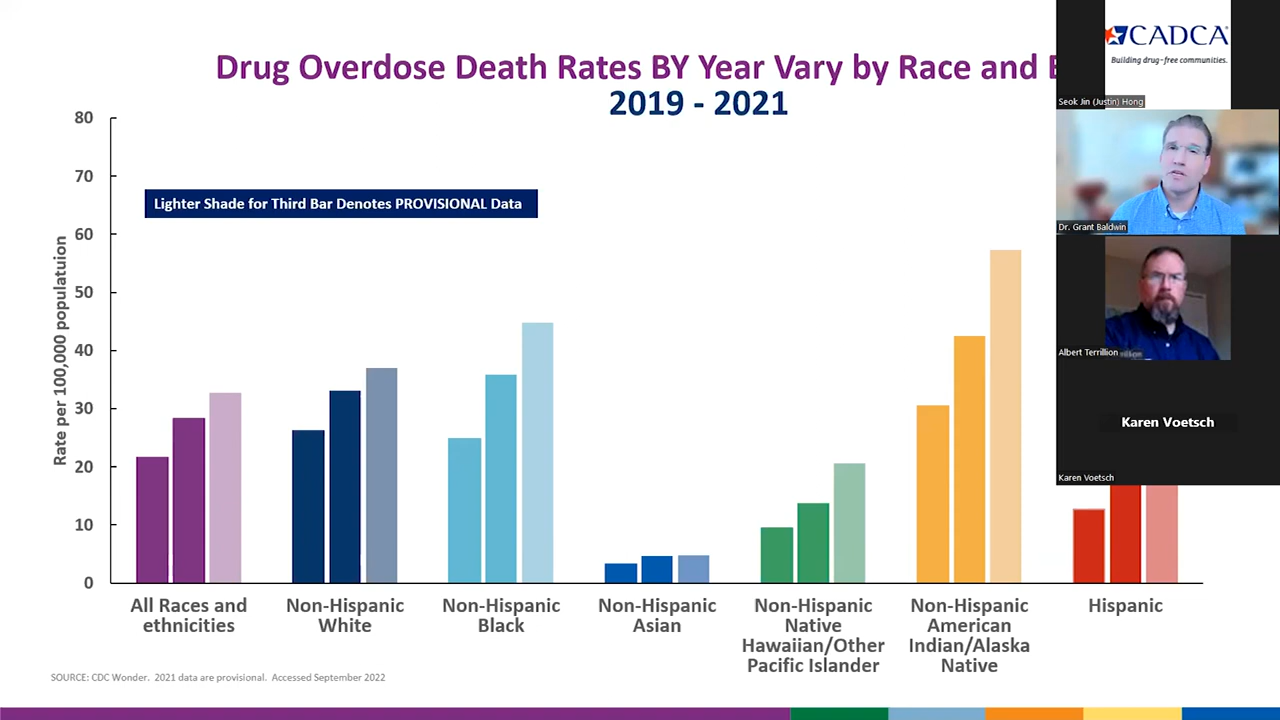 Drug Overdose Death Rates BY Year Vary by Race and
2019 - 2021
CADCA
Building drug-free communities.
Seok Jin (Justin) Hong
Dr. Grant Baldwin
Albert Terrillion
Karen Voetsch
Karen Voetsch
Lighter Shade for Third Bar Denotes PROVISIONAL Data
Rate per 100,000 populatuion
80
70
60
50
40
30
20
10
0
All Races and
ethnicities
Non-Hispanic
White
Non-Hispanic
Black
Non-Hispanic
Asian
Non-Hispanic
Native
Hawaiian/Other
Pacific Islander
Non-Hispanic
American
Indian/Alaska
Native
Hispanic
SOURCE: CDC Wonder. 2021 data are provisional. Accessed September 2022